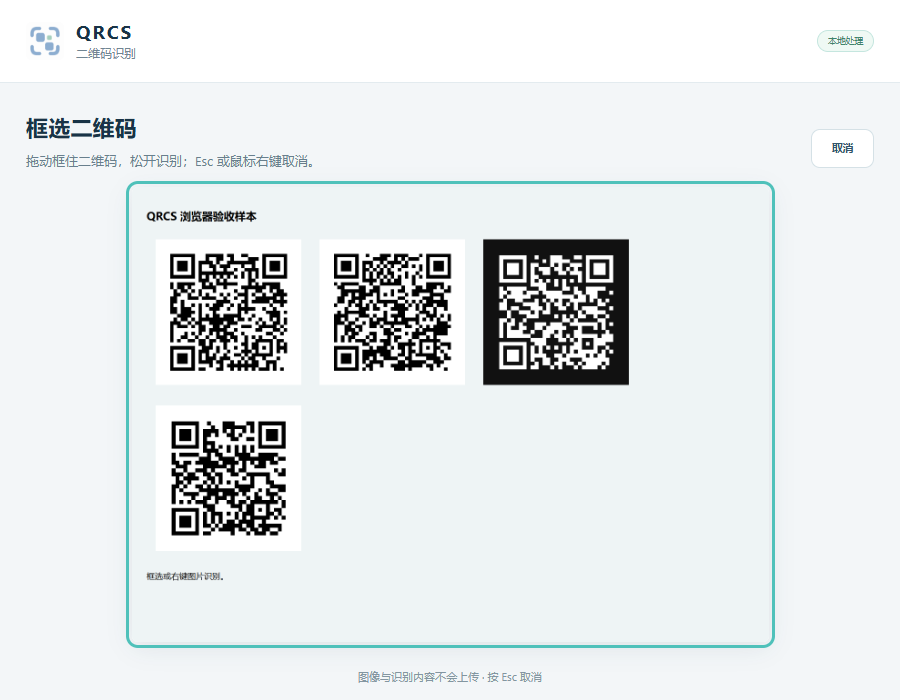 QRCS
二维码识别
本地处理
框选二维码
拖动框住二维码，松开识别；Esc 或鼠标右键取消。
取消
QRCS 浏览器验收样本
框选或右键图片识别。
图像与识别内容不会上传 · 按 Esc 取消